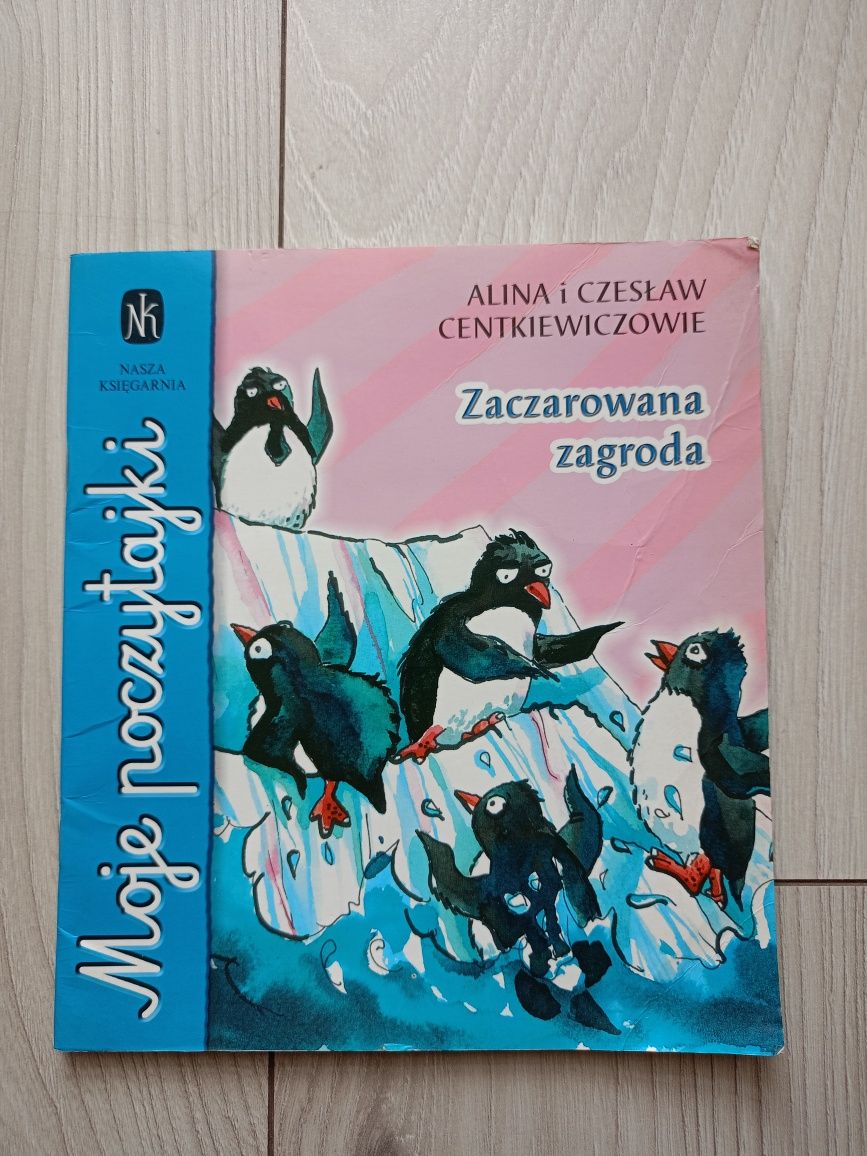 NK
NASZA
KSIĘGARNIA
Moje poczytajki
ALINA i CZESŁAW
CENTKIEWICZOWIE
Zaczarowana
zagroda